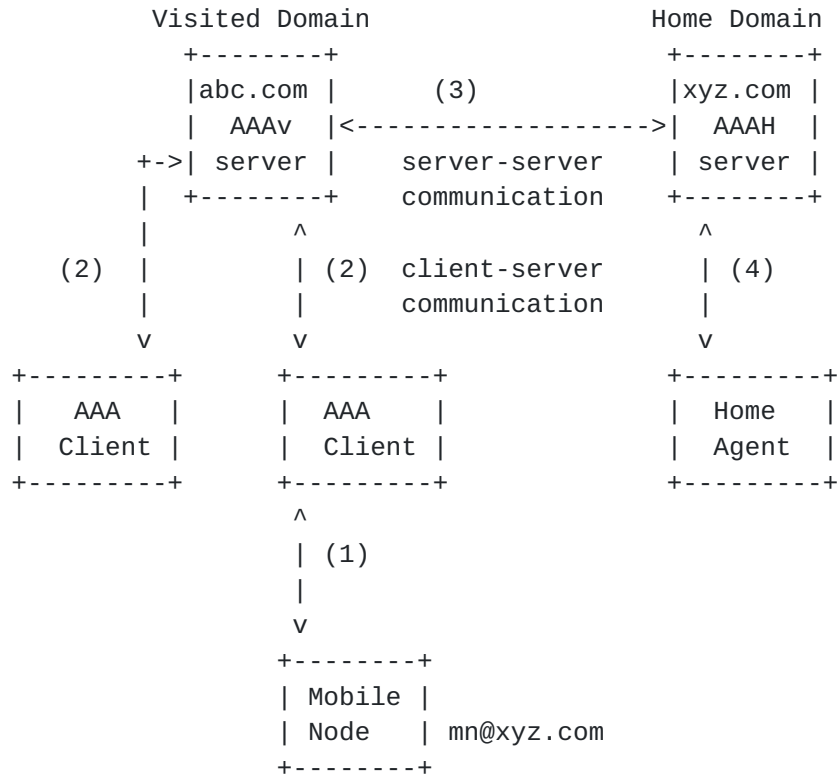 Visited Domain                  Home Domain
             +--------+                     +--------+
             |abc.com |      (3)            |xyz.com |
             |  AAAv  |<------------------->|  AAAH  |
          +->| server |    server-server    | server |
          |  +--------+    communication    +--------+
          |         ^                         ^
     (2)  |         | (2)  client-server      | (4)
          |         |      communication      |
          v         v                         v
  +---------+      +---------+              +---------+
  |   AAA   |      |  AAA    |              |  Home   |
  |  Client |      |  Client |              |  Agent  |
  +---------+      +---------+              +---------+
                    ^
                    | (1)
                    |
                    v
                   +--------+
                   | Mobile |
                   | Node   | mn@xyz.com
                   +--------+